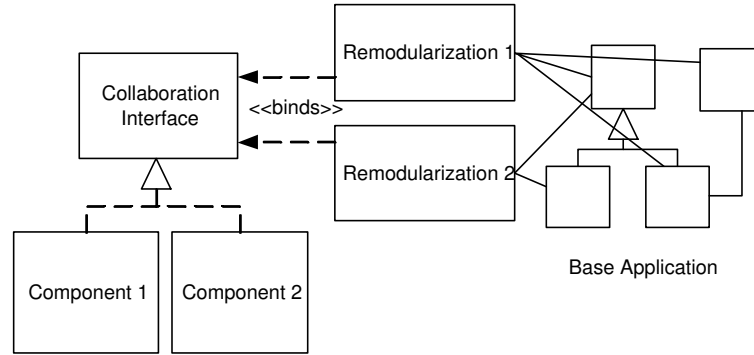 Remodularization 1
Collaboration
Interface
<<binds>>
Remodularization 2
Base Application
Component 1
Component 2